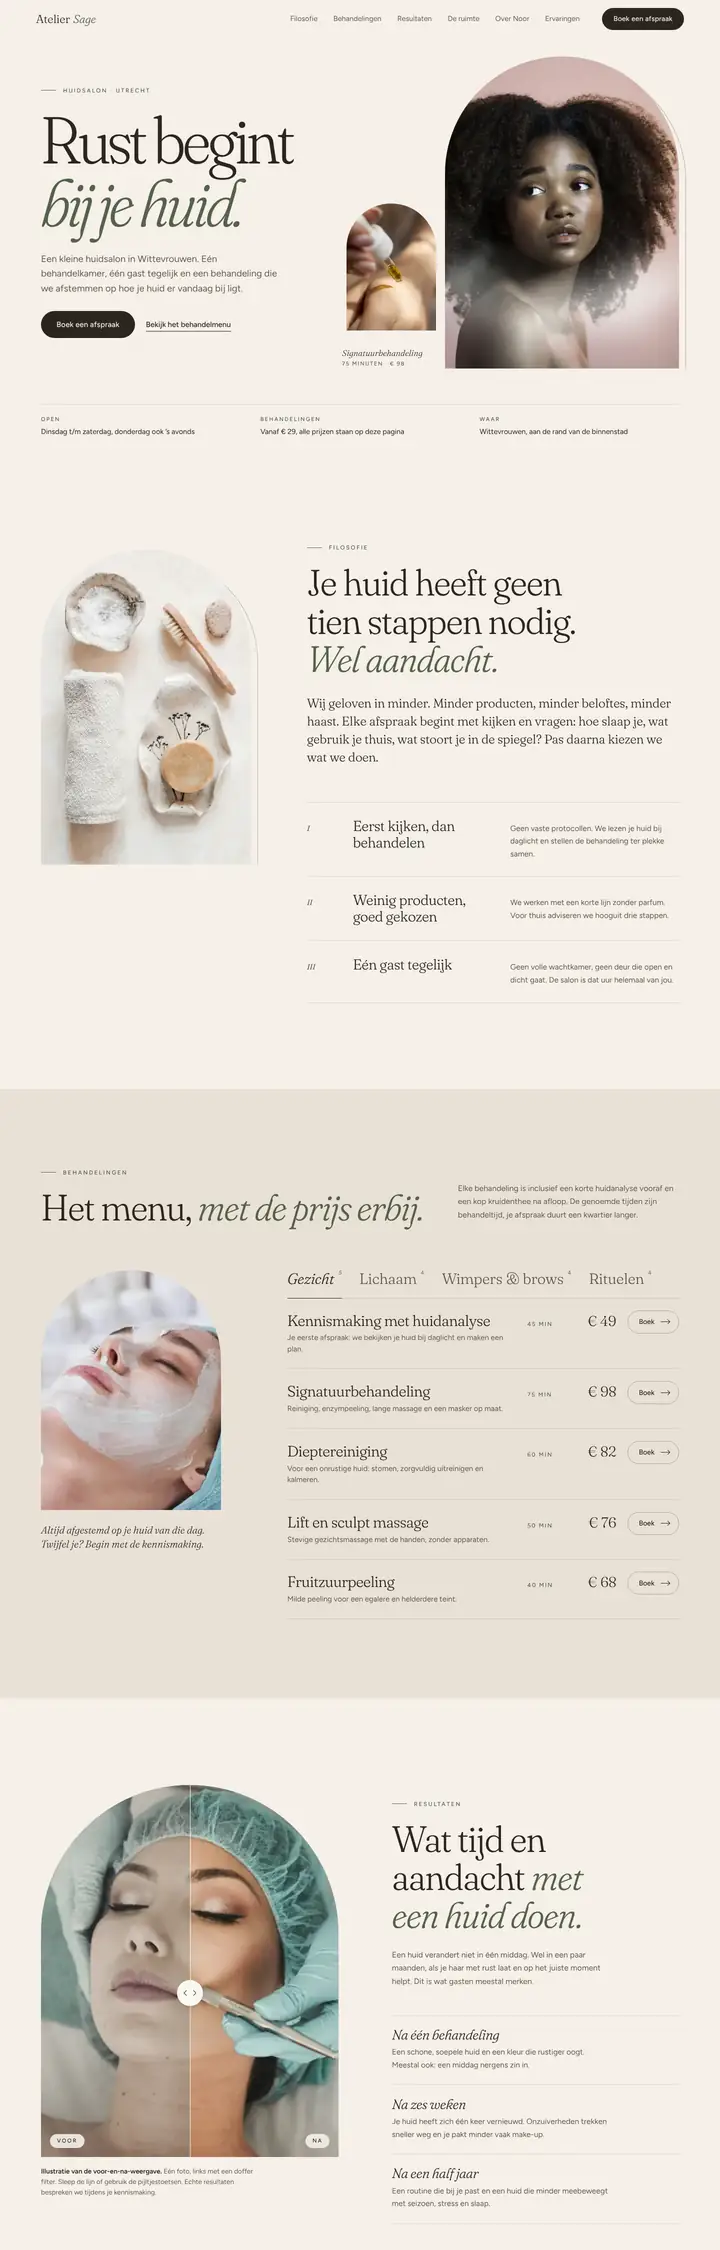 Atelier Sage
Filosofie
Behandelingen
Resultaten
De ruimte
Over Noor
Ervaringen
Boek een afspraak
HUIDSALON · UTRECHT
Rust begint
bij je huid.
Een kleine huidsalon in Wittevrouwen. Eén
behandelkamer, één gast tegelijk en een behandeling die
we afstemmen op hoe je huid er vandaag bij ligt.
Boek een afspraak
Bekijk het behandelmenu
Signatuurbehandeling
75 MINUTEN · € 98
OPEN
Dinsdag t/m zaterdag, donderdag ook 's avonds
BEHANDELINGEN
Vanaf € 29, alle prijzen staan op deze pagina
WAAR
Wittevrouwen, aan de rand van de binnenstad
FILOSOFIE
Je huid heeft geen
tien stappen nodig.
Wel aandacht.
Wij geloven in minder. Minder producten, minder beloftes, minder
haast. Elke afspraak begint met kijken en vragen: hoe slaap je, wat
gebruik je thuis, wat stoort je in de spiegel? Pas daarna kiezen we
wat we doen.
I
Eerst kijken, dan
behandelen
Geen vaste protocollen. We lezen je huid bij
daglicht en stellen de behandeling ter plekke
samen.
II
Weinig producten,
goed gekozen
We werken met een korte lijn zonder parfum.
Voor thuis adviseren we hooguit drie stappen.
III
Eén gast tegelijk
Geen volle wachtkamer, geen deur die open en
dicht gaat. De salon is dat uur helemaal van jou.
BEHANDELINGEN
Het menu, met de prijs erbij.
Elke behandeling is inclusief een korte huidanalyse vooraf en
een kop kruidenthee na afloop. De genoemde tijden zijn
behandeltijd, je afspraak duurt een kwartier langer.
Gezicht 5
Lichaam 4
Wimpers & brows 4
Rituelen 4
Kennismaking met huidanalyse
45 MIN
€ 49
Boek
Je eerste afspraak: we bekijken je huid bij daglicht en maken een
plan.
Signatuurbehandeling
75 MIN
€ 98
Boek
Reiniging, enzympeeling, lange massage en een masker op maat.
Dieptereiniging
60 MIN
€ 82
Boek
Voor een onrustige huid: stomen, zorgvuldig uitreinigen en
kalmeren.
Lift en sculpt massage
50 MIN
€ 76
Boek
Stevige gezichtsmassage met de handen, zonder apparaten.
Fruitzuurpeeling
40 MIN
€ 68
Boek
Milde peeling voor een egalere en helderdere teint.
Altijd afgestemd op je huid van die dag.
Twijfel je? Begin met de kennismaking.
RESULTATEN
Wat tijd en
aandacht met
een huid doen.
Een huid verandert niet in één middag. Wel in een paar
maanden, als je haar met rust laat en op het juiste moment
helpt. Dit is wat gasten meestal merken.
Na één behandeling
Een schone, soepele huid en een kleur die rustiger oogt.
Meestal ook: een middag nergens zin in.
Na zes weken
Je huid heeft zich één keer vernieuwd. Onzuiverheden trekken
sneller weg en je pakt minder vaak make-up.
Na een half jaar
Een routine die bij je past en een huid die minder meebeweegt
met seizoen, stress en slaap.
VOOR
NA
Illustratie van de voor-en-na-weergave. Eén foto, links met een doffer
filter. Sleep de lijn of gebruik de pijltjestoetsen. Echte resultaten
bespreken we tijdens je kennismaking.